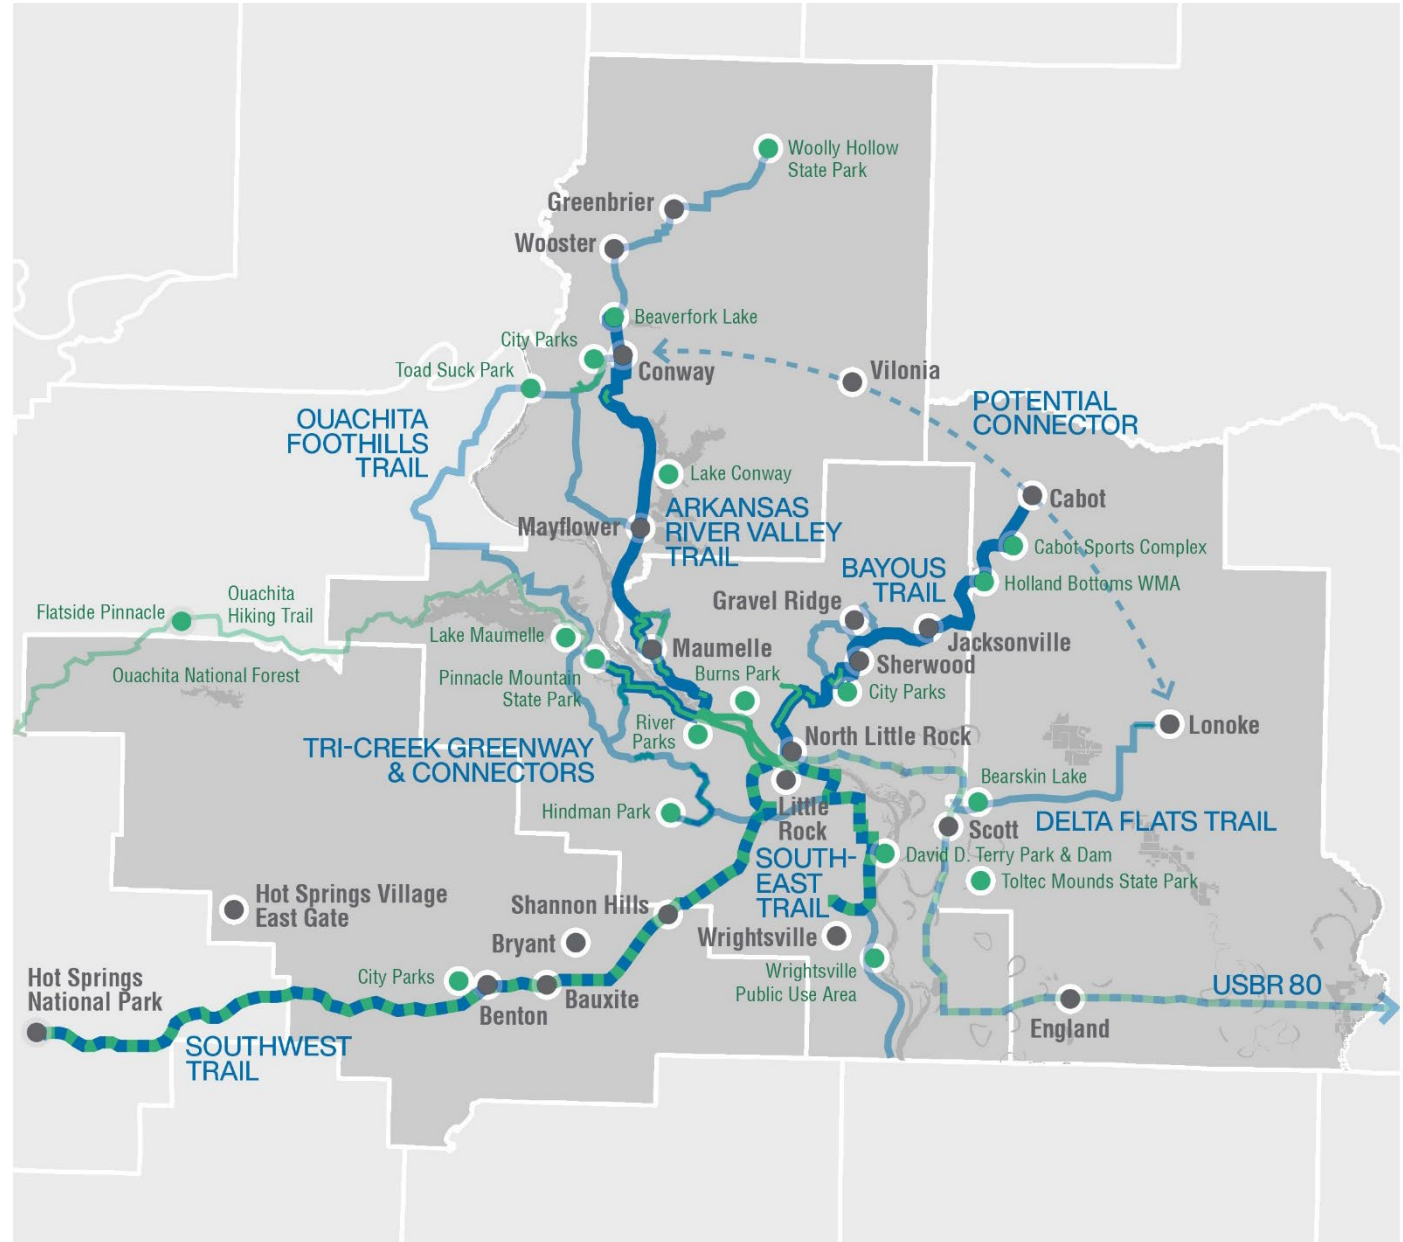 Woolly Hollow
State Park
Greenbrier
Wooster
Beaverfork Lake
City Parks
Conway
Toad Suck Park
Vilonia
OUACHITA
FOOTHILLS
TRAIL
POTENTIAL
CONNECTOR
Lake Conway
Cabot
ARKANSAS
RIVER VALLEY
TRAIL
Mayflower
Cabot Sports Complex
BAYOUS
TRAIL
Holland Bottoms WMA
Ouachita
Hiking Trail
Flatside Pinnacle
Gravel Ridge
Lake Maumelle
Maumelle
Jacksonville
Sherwood
Ouachita National Forest
Pinnacle Mountain
State Park
Burns Park
City Parks
River
Parks
North Little Rock
Lonoke
TRI-CREEK GREENWAY
& CONNECTORS
Bearskin Lake
Hindman Park
Little
Rock
Scott
DELTA FLATS TRAIL
SOUTH-
EAST
TRAIL
David D. Terry Park & Dam
Toltec Mounds State Park
Hot Springs Village
East Gate
Shannon Hills
Bryant
Wrightsville
Hot Springs
National Park
City Parks
Wrightsville
Public Use Area
USBR 80
Benton
Bauxite
England
SOUTHWEST
TRAIL